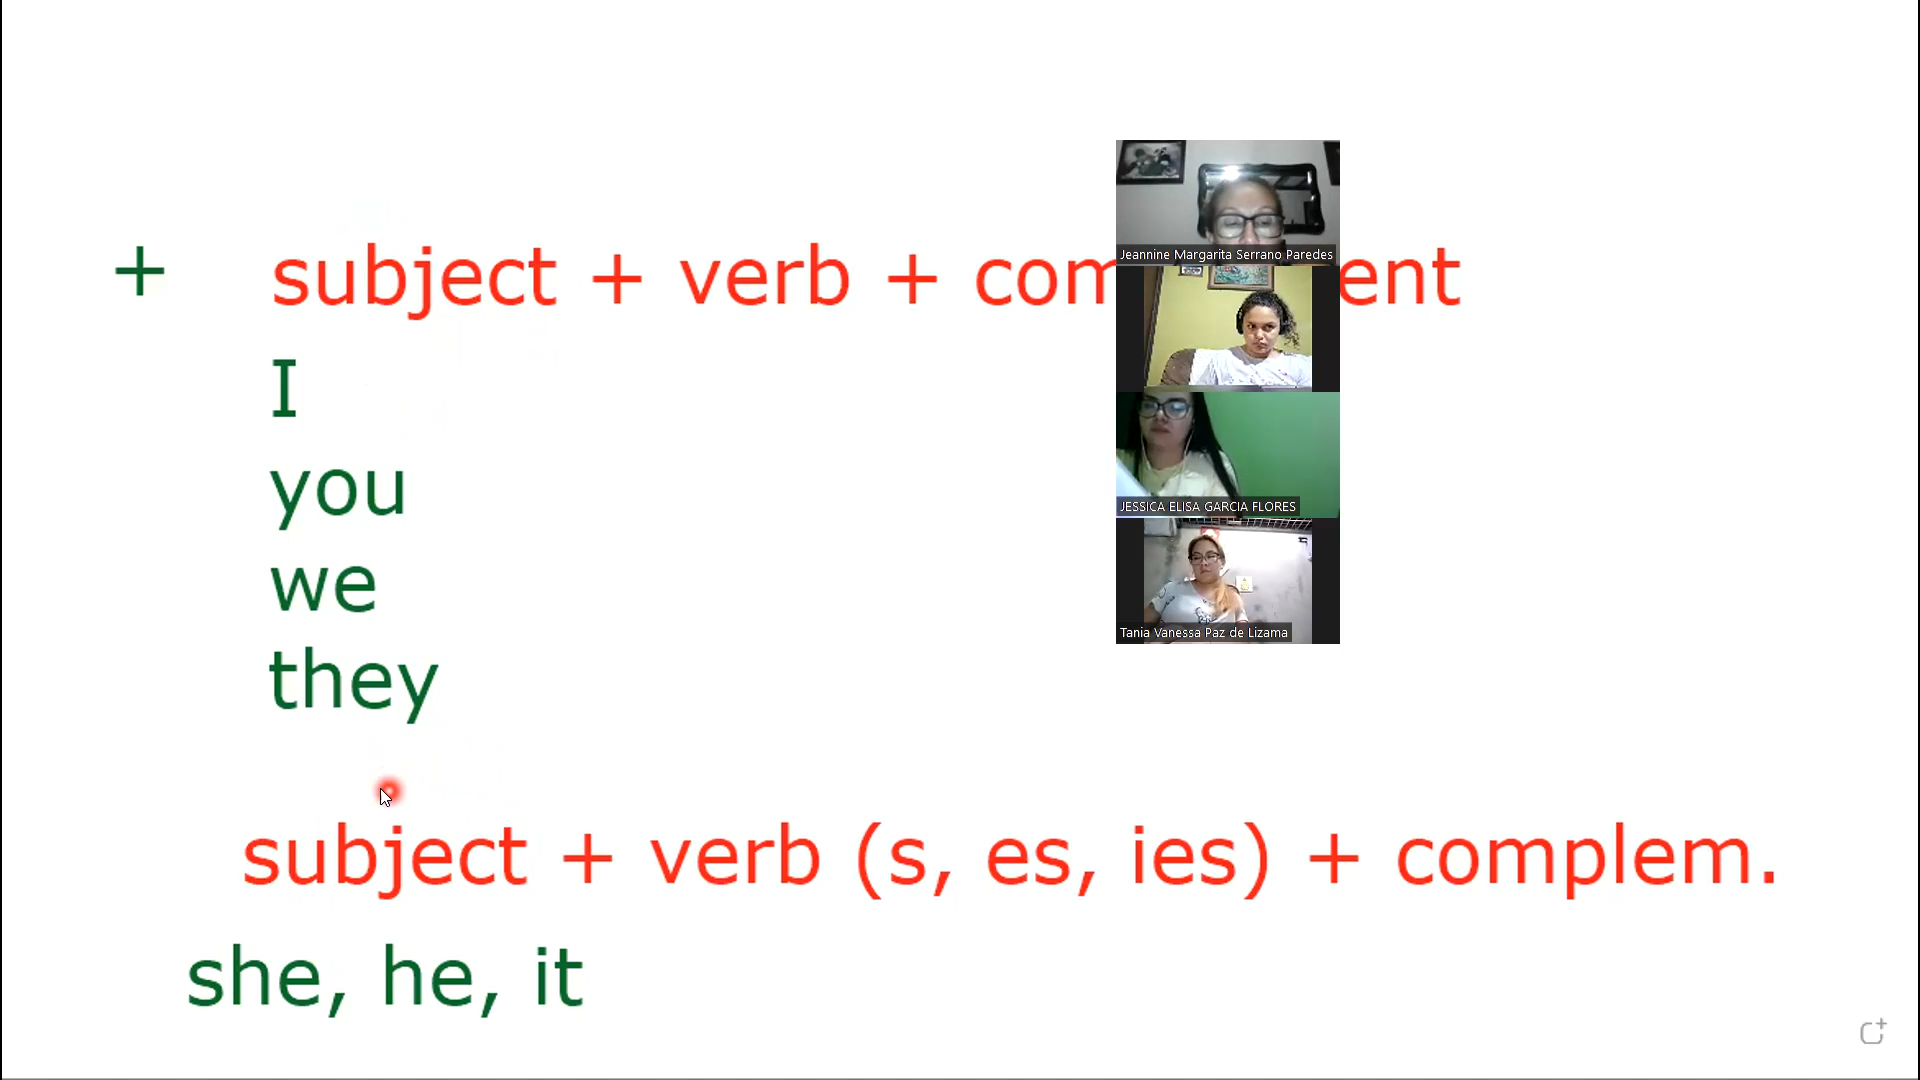 + subject + verb + com ent
I
you
we
they
subject + verb (s, es, ies) + complem.
she, he, it
Jeannine Margarita Serrano Paredes
JESSICA ELISA GARCIA FLORES
Tania Vanessa Paz de Lizama